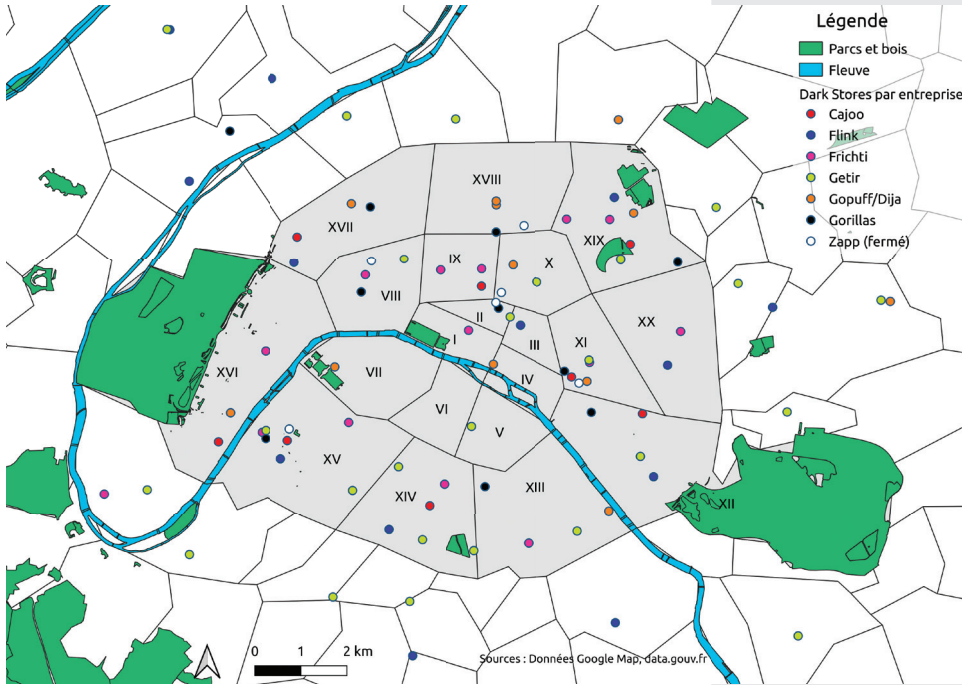 Légende
Parcs et bois
Fleuve
Dark Stores par entreprise
Cajoo
Flink
Frichti
Getir
Gopuff/Dija
Gorillas
Zapp (fermé)
XVIII
XVII
XIX
IX
X
VIII
II
XX
I
III
XI
XVI
VII
IV
VI
V
XV
XIV
XIII
XII
0 1 2 km
Sources : Données Google Map, data.gouv.fr